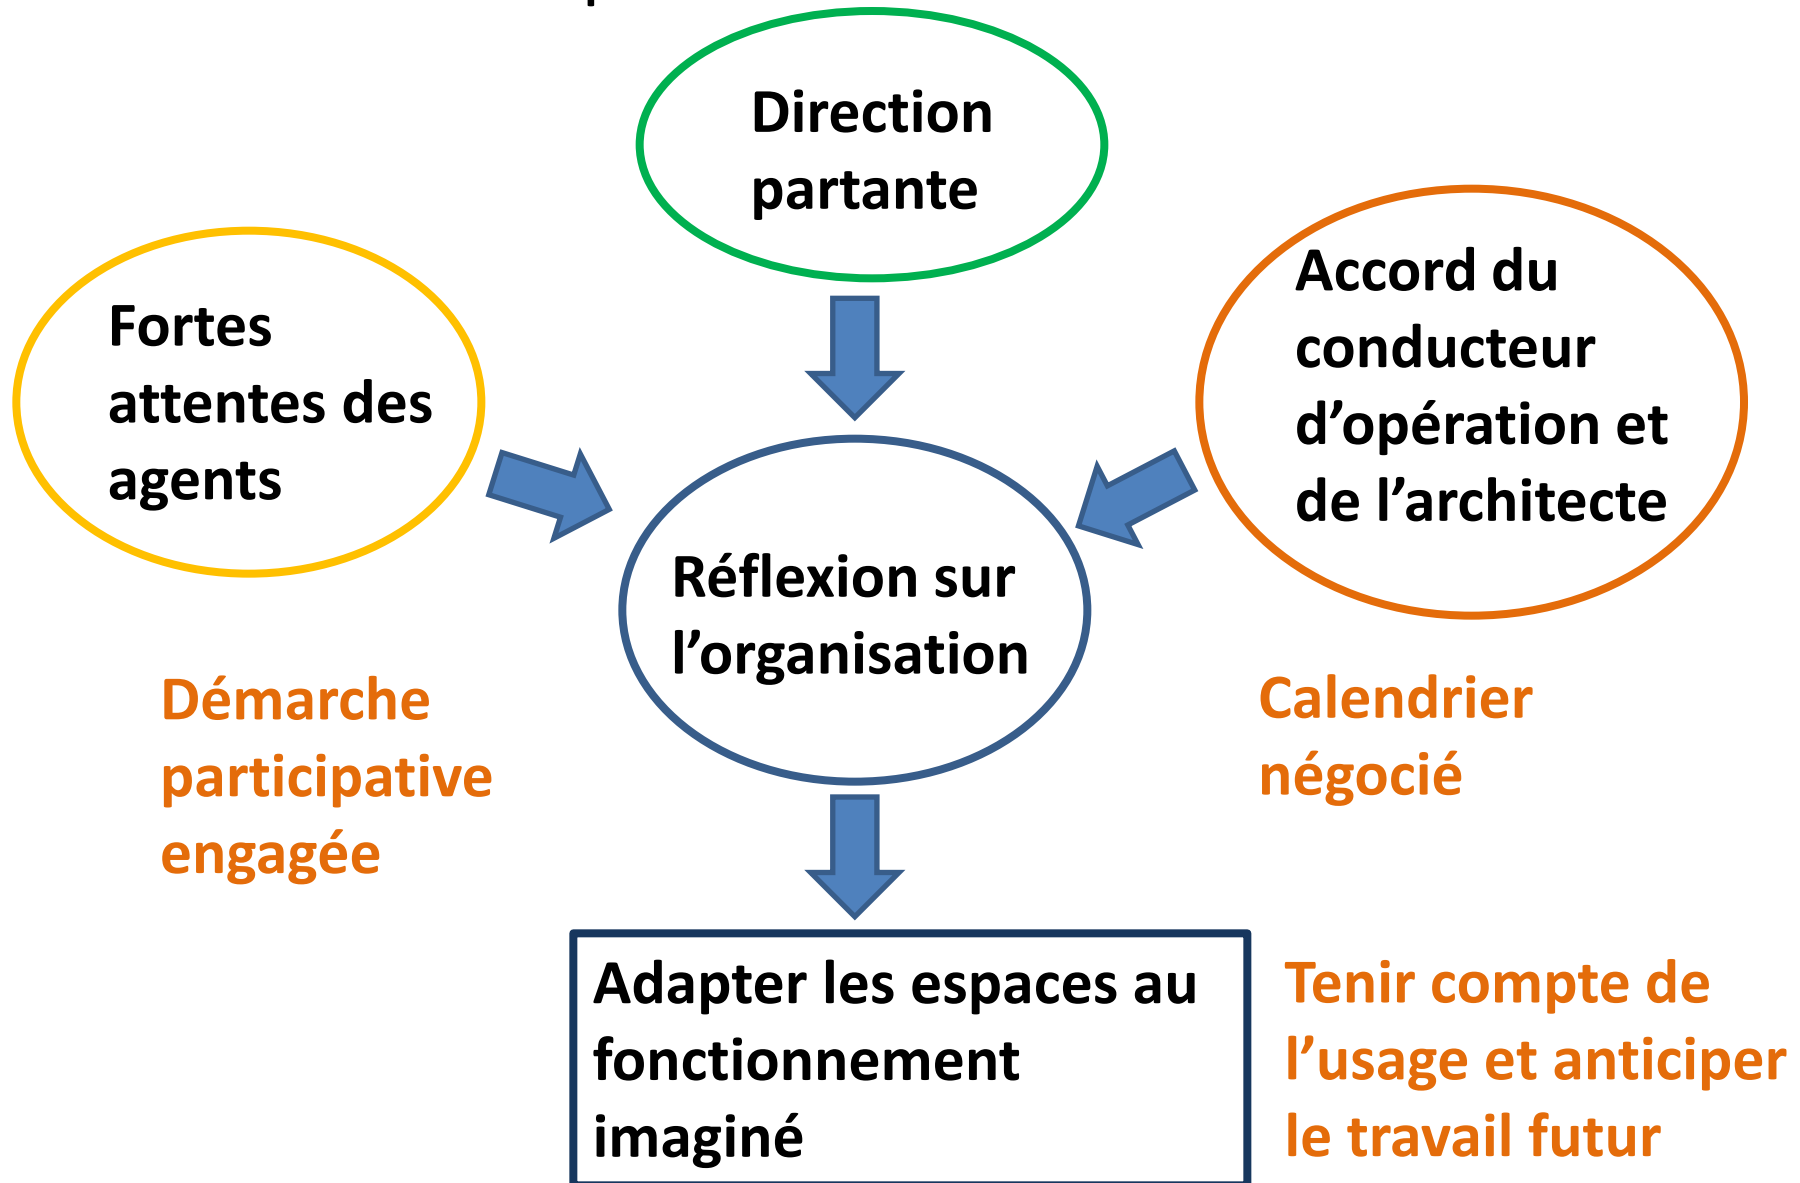 Direction
partante
Fortes
attentes des
agents
Accord du
conducteur
d’opération et
de l’architecte
Réflexion sur
l’organisation
Démarche
participative
engagée
Calendrier
négocié
Adapter les espaces au
fonctionnement
imaginé
Tenir compte de
l’usage et anticiper
le travail futur